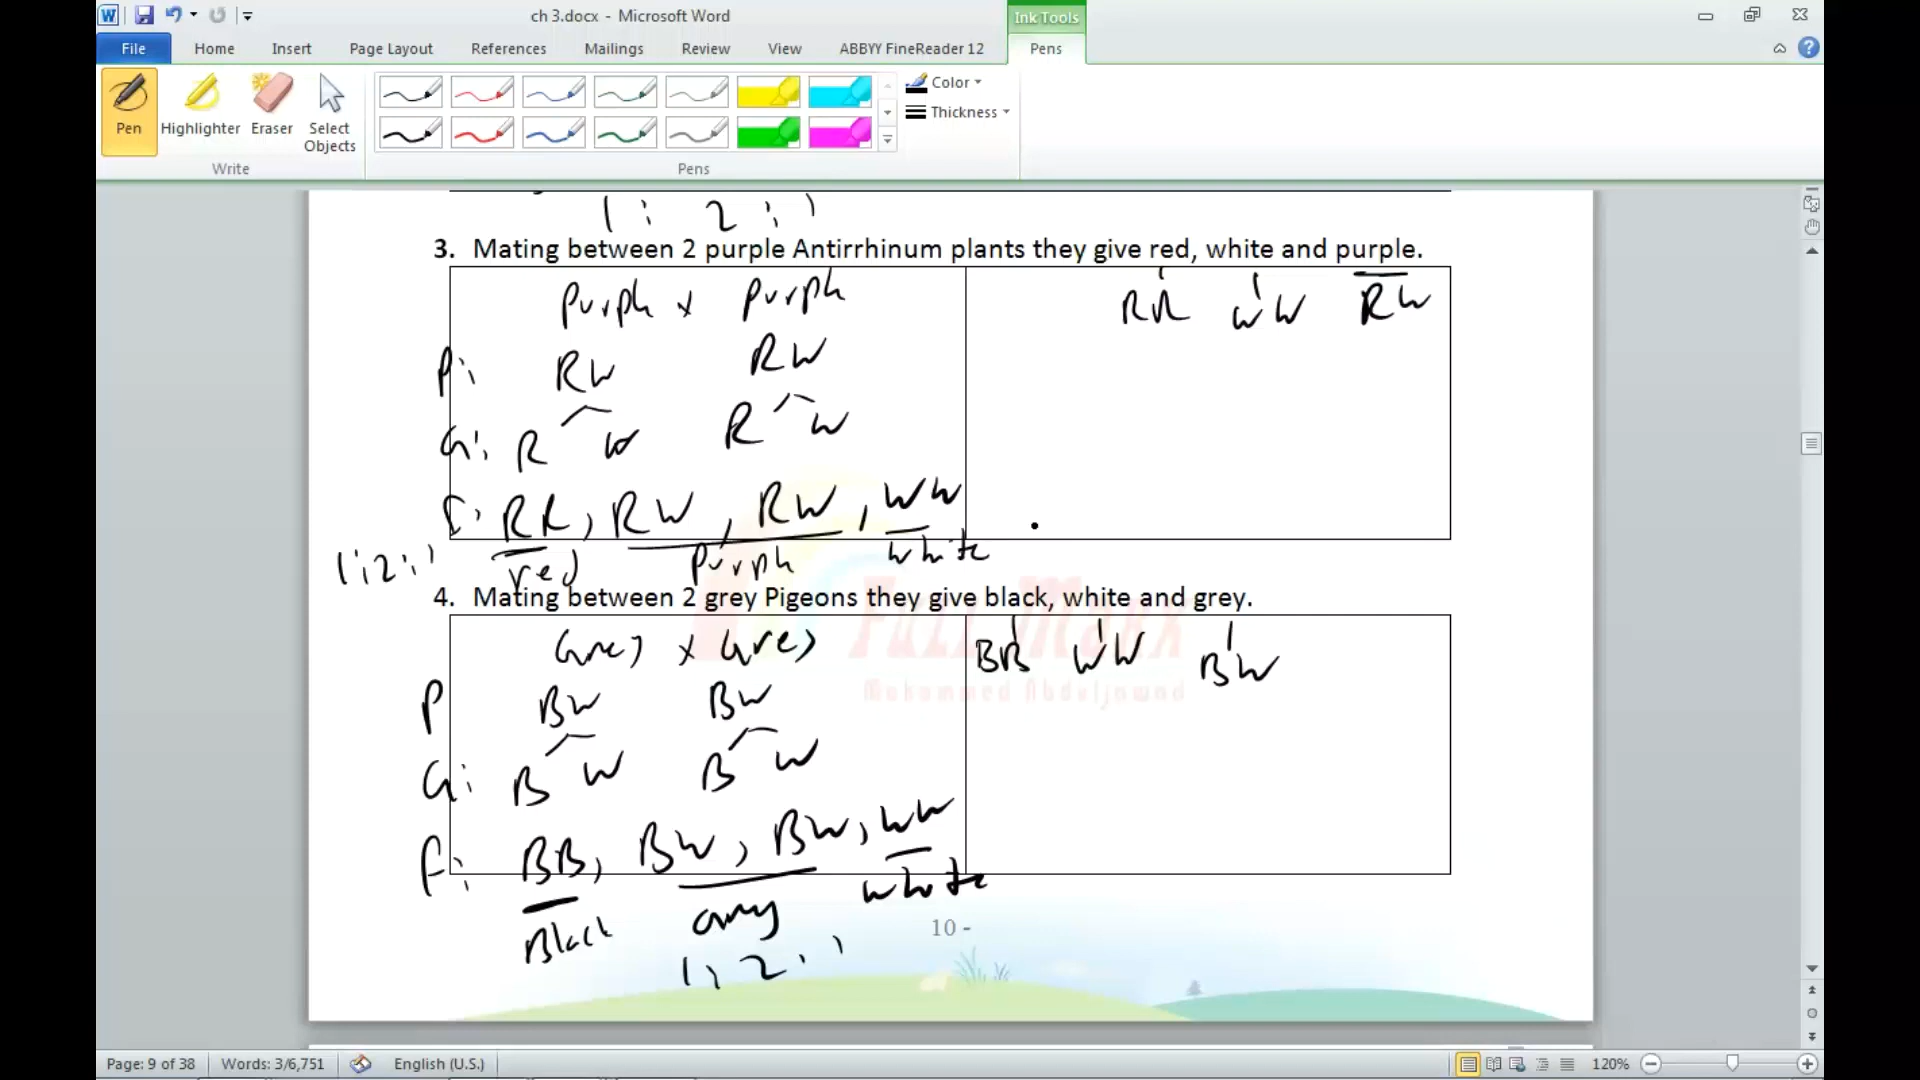 ch 3.docx - Microsoft Word
Ink Tools
File Home Insert Page Layout References Mailings Review View ABBYY FineReader 12 Pens
Pen Highlighter Eraser Select Objects
Color
Thickness
Write Pens
1 : 2 : 1
3. Mating between 2 purple Antirrhinum plants they give red, white and purple.
Purple x purple
RR WW RW
P: RW RW
G: R W R W
F: RR, RW, RW, WW
1:2:1 red purple white
4. Mating between 2 grey Pigeons they give black, white and grey.
Grey x Grey
BB WW BW
Full Marx
Mohammed Abdeljawad
P BW BW
G: B W B W
F: BB, BW, BW, WW
Black grey white
10 -
1 : 2 : 1
Page: 9 of 38 Words: 3/6,751 English (U.S.) 120%